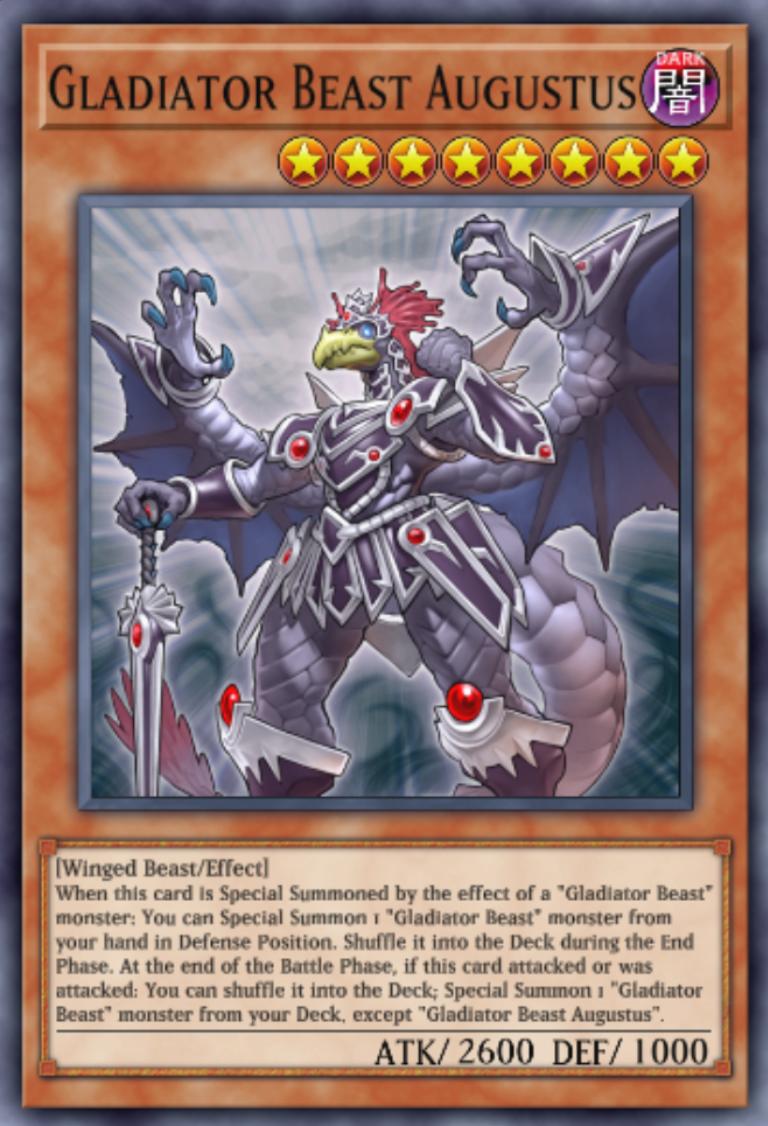 GLADIATOR BEAST AUGUSTUS
DARK
闇
[Winged Beast/Effect]
When this card is Special Summoned by the effect of a "Gladiator Beast"
monster: You can Special Summon 1 "Gladiator Beast" monster from
your hand in Defense Position. Shuffle it into the Deck during the End
Phase. At the end of the Battle Phase, if this card attacked or was
attacked: You can shuffle it into the Deck; Special Summon 1 "Gladiator
Beast" monster from your Deck, except "Gladiator Beast Augustus".
ATK/ 2600 DEF/ 1000